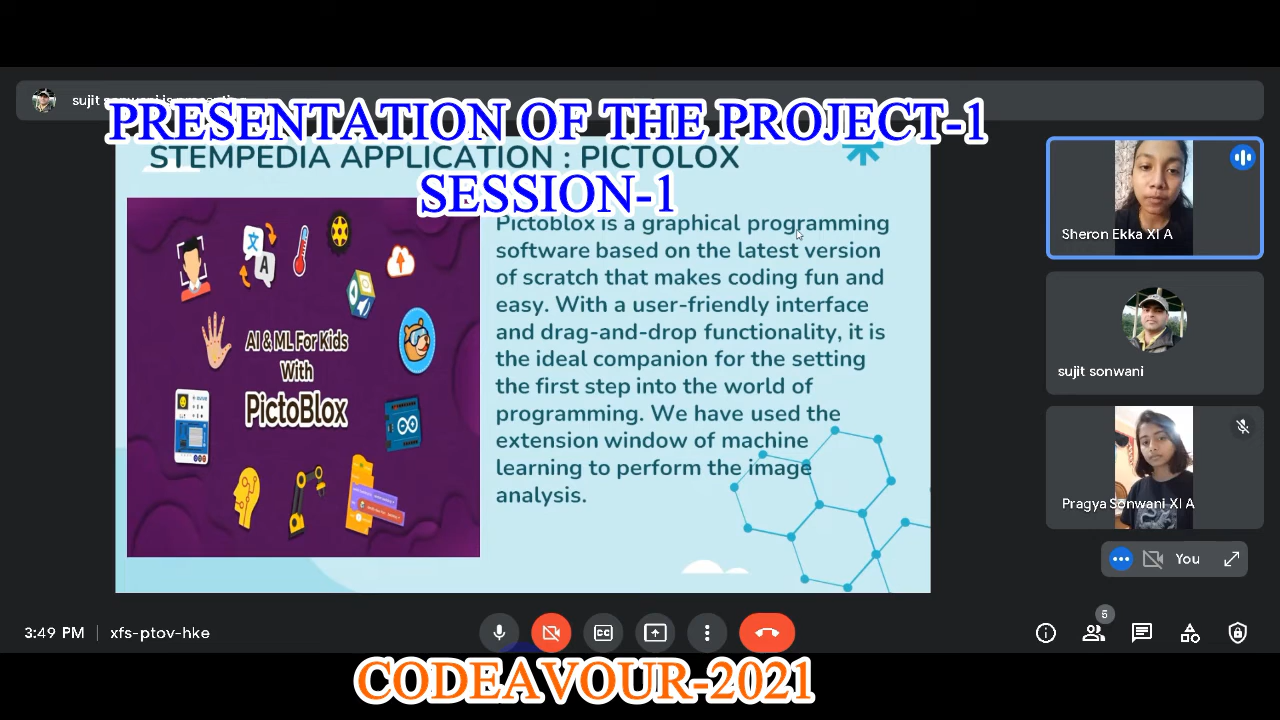 PRESENTATION OF THE PROJECT-1
STEMPEDIA APPLICATION : PICTOLOX
SESSION-1
Pictoblox is a graphical programming
software based on the latest version
of scratch that makes coding fun and
easy. With a user-friendly interface
and drag-and-drop functionality, it is
the ideal companion for the setting
the first step into the world of
programming. We have used the
extension window of machine
learning to perform the image
analysis.
AI & ML For Kids
With
PictoBlox
A
Sheron Ekka XI A
sujit sonwani
Pragya Sonwani XI A
You
5
3:49 PM
xfs-ptov-hke
CC
CODEAVOUR-2021